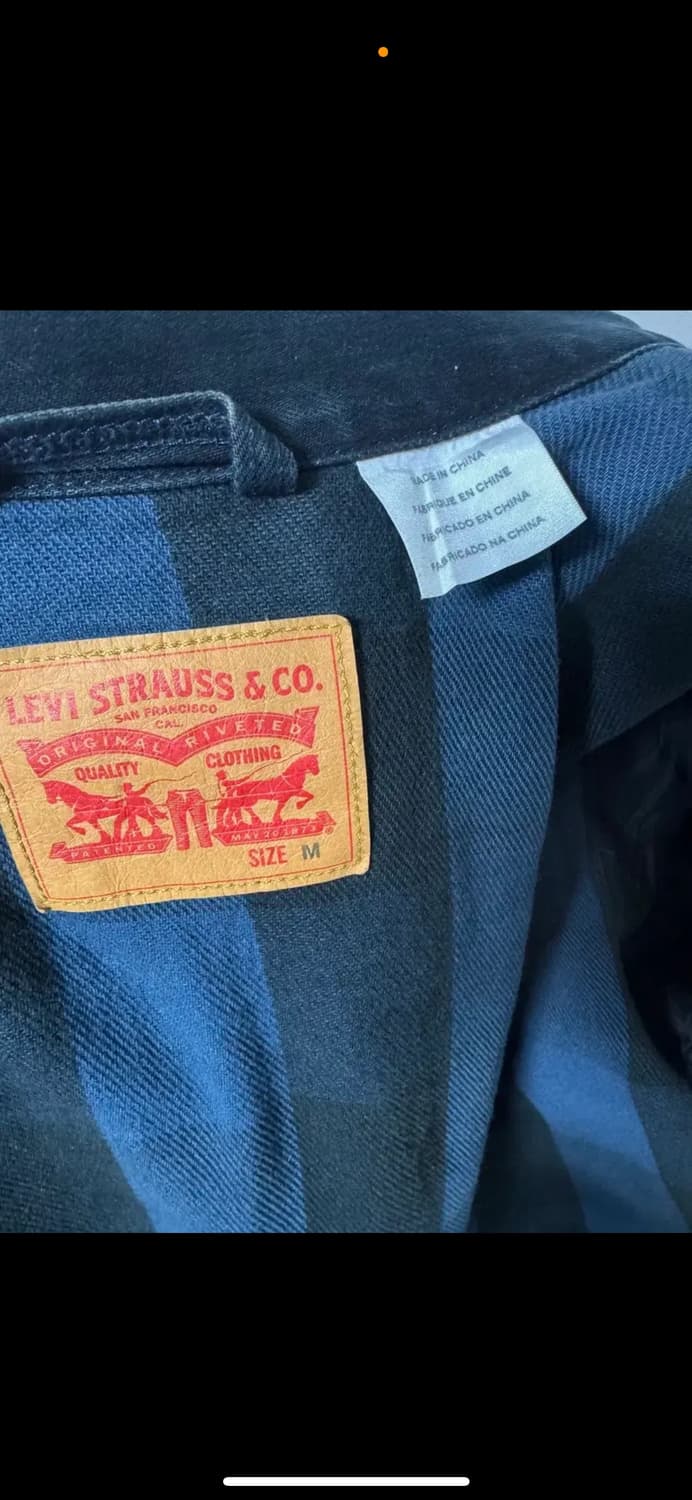 MADE IN CHINA
FABRIQUE EN CHINE
FABRICADO EN CHINA
FABRICADO NA CHINA
LEVI STRAUSS & CO.
SAN FRANCISCO
CAL.
ORIGINAL RIVETED
QUALITY CLOTHING
PATENTED MAY 20 1873 ®
SIZE M